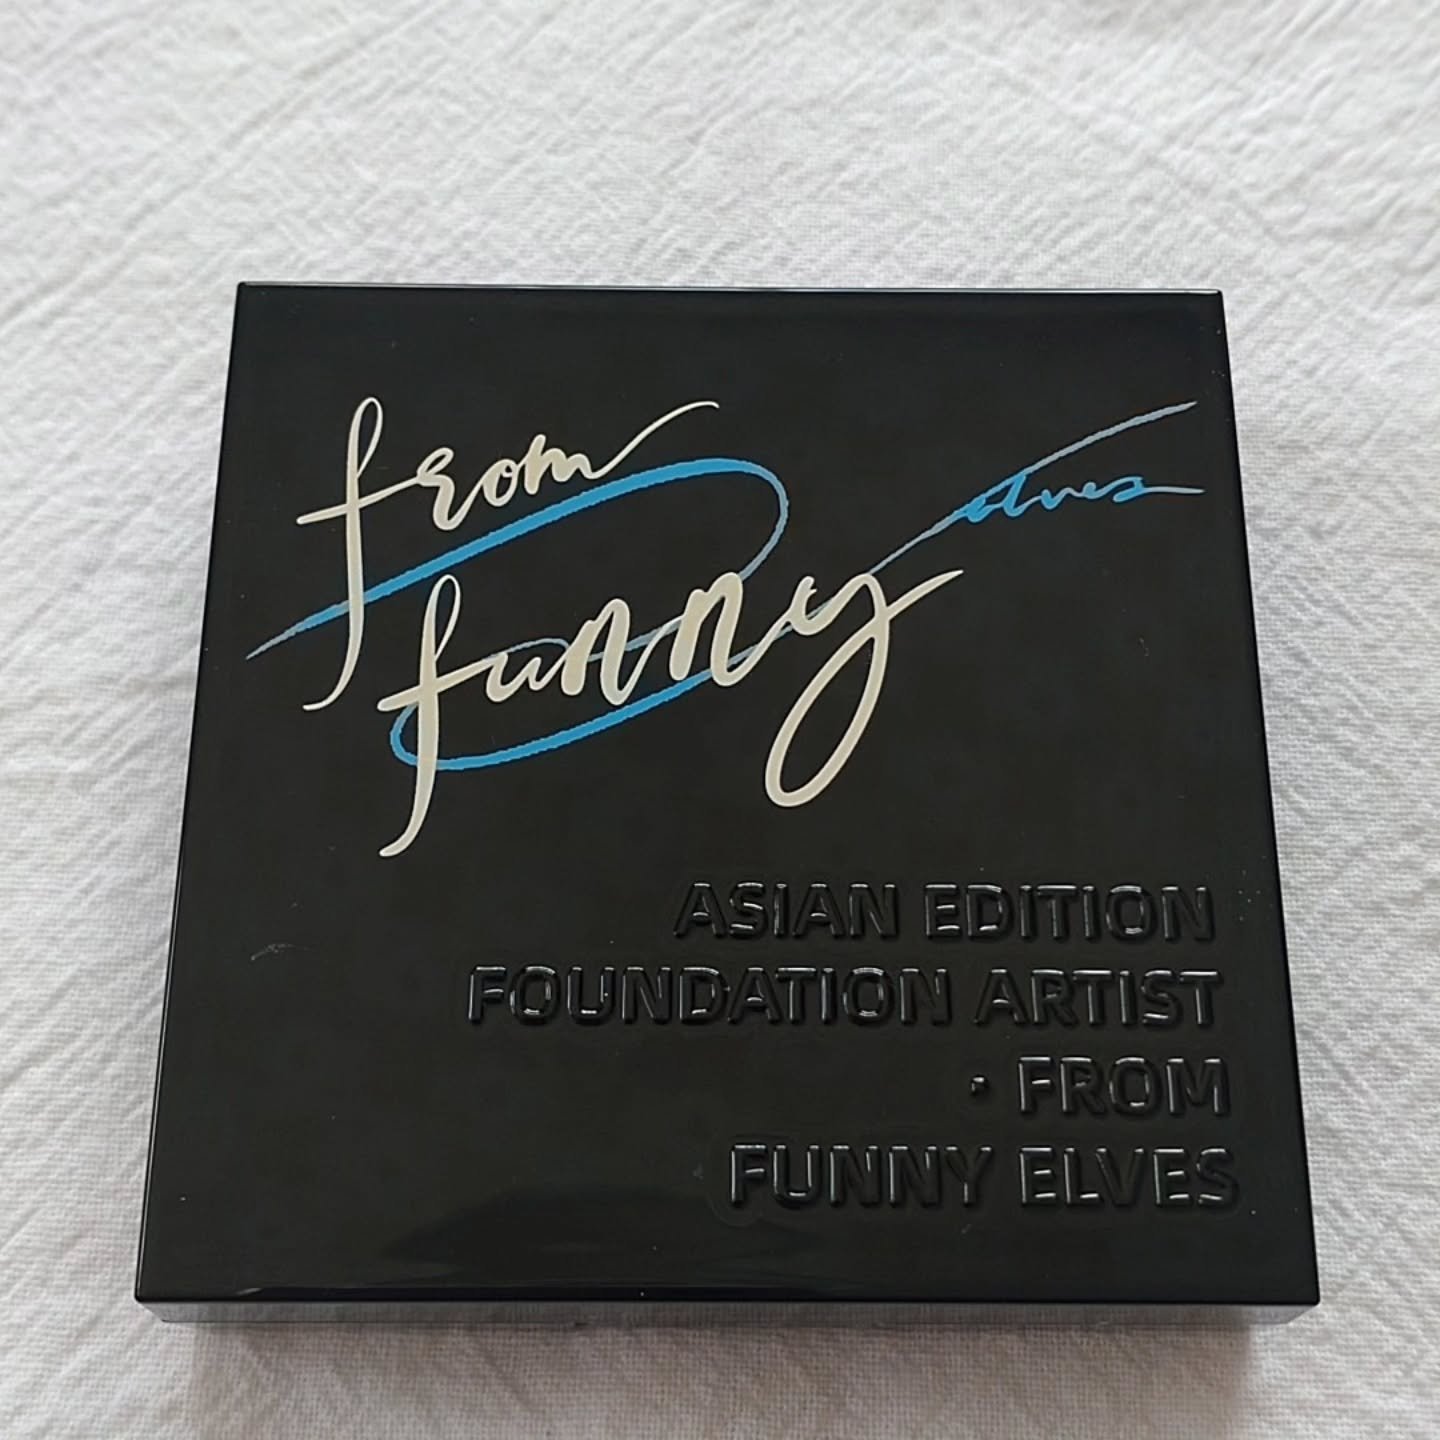 from
funny
elves
ASIAN EDITION
FOUNDATION ARTIST
· FROM
FUNNY ELVES